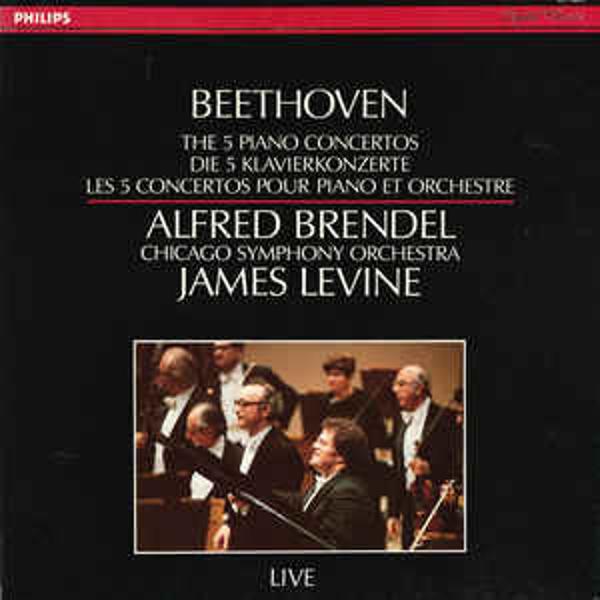 PHILIPS
BEETHOVEN
THE 5 PIANO CONCERTOS
DIE 5 KLAVIERKONZERTE
LES 5 CONCERTOS POUR PIANO ET ORCHESTRE
ALFRED BRENDEL
CHICAGO SYMPHONY ORCHESTRA
JAMES LEVINE
LIVE